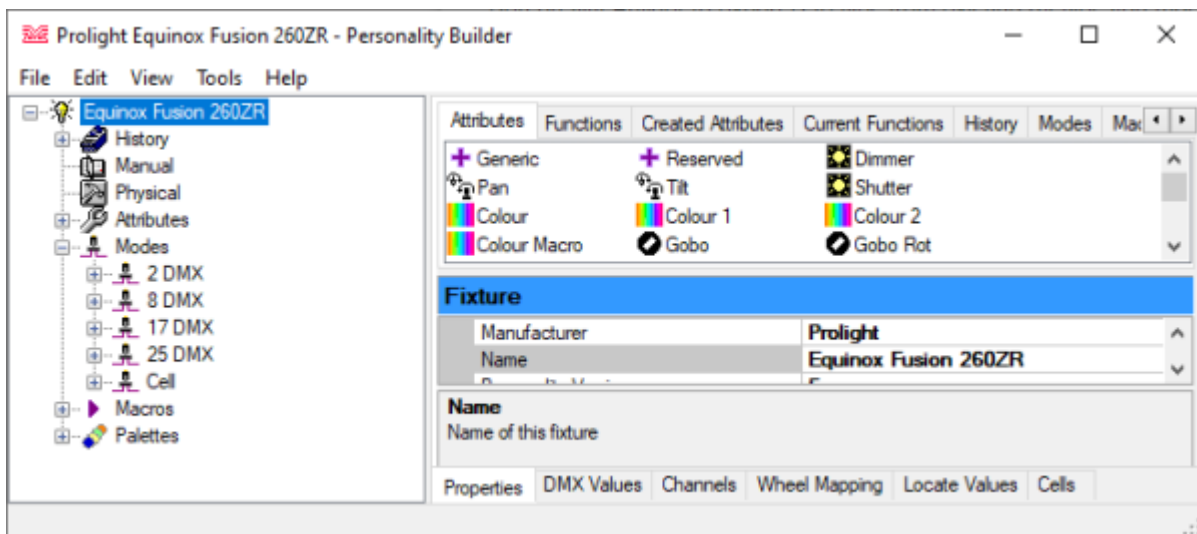 Prolight Equinox Fusion 260ZR - Personality Builder
File Edit View Tools Help
Equinox Fusion 260ZR
History
Manual
Physical
Attributes
Modes
2 DMX
8 DMX
17 DMX
25 DMX
Cell
Macros
Palettes
Attributes Functions Created Attributes Current Functions History Modes
Generic Reserved Dimmer
Pan Tilt Shutter
Colour Colour 1 Colour 2
Colour Macro Gobo Gobo Rot
Fixture
Manufacturer Prolight
Name Equinox Fusion 260ZR
Name
Name of this fixture
Properties DMX Values Channels Wheel Mapping Locate Values Cells